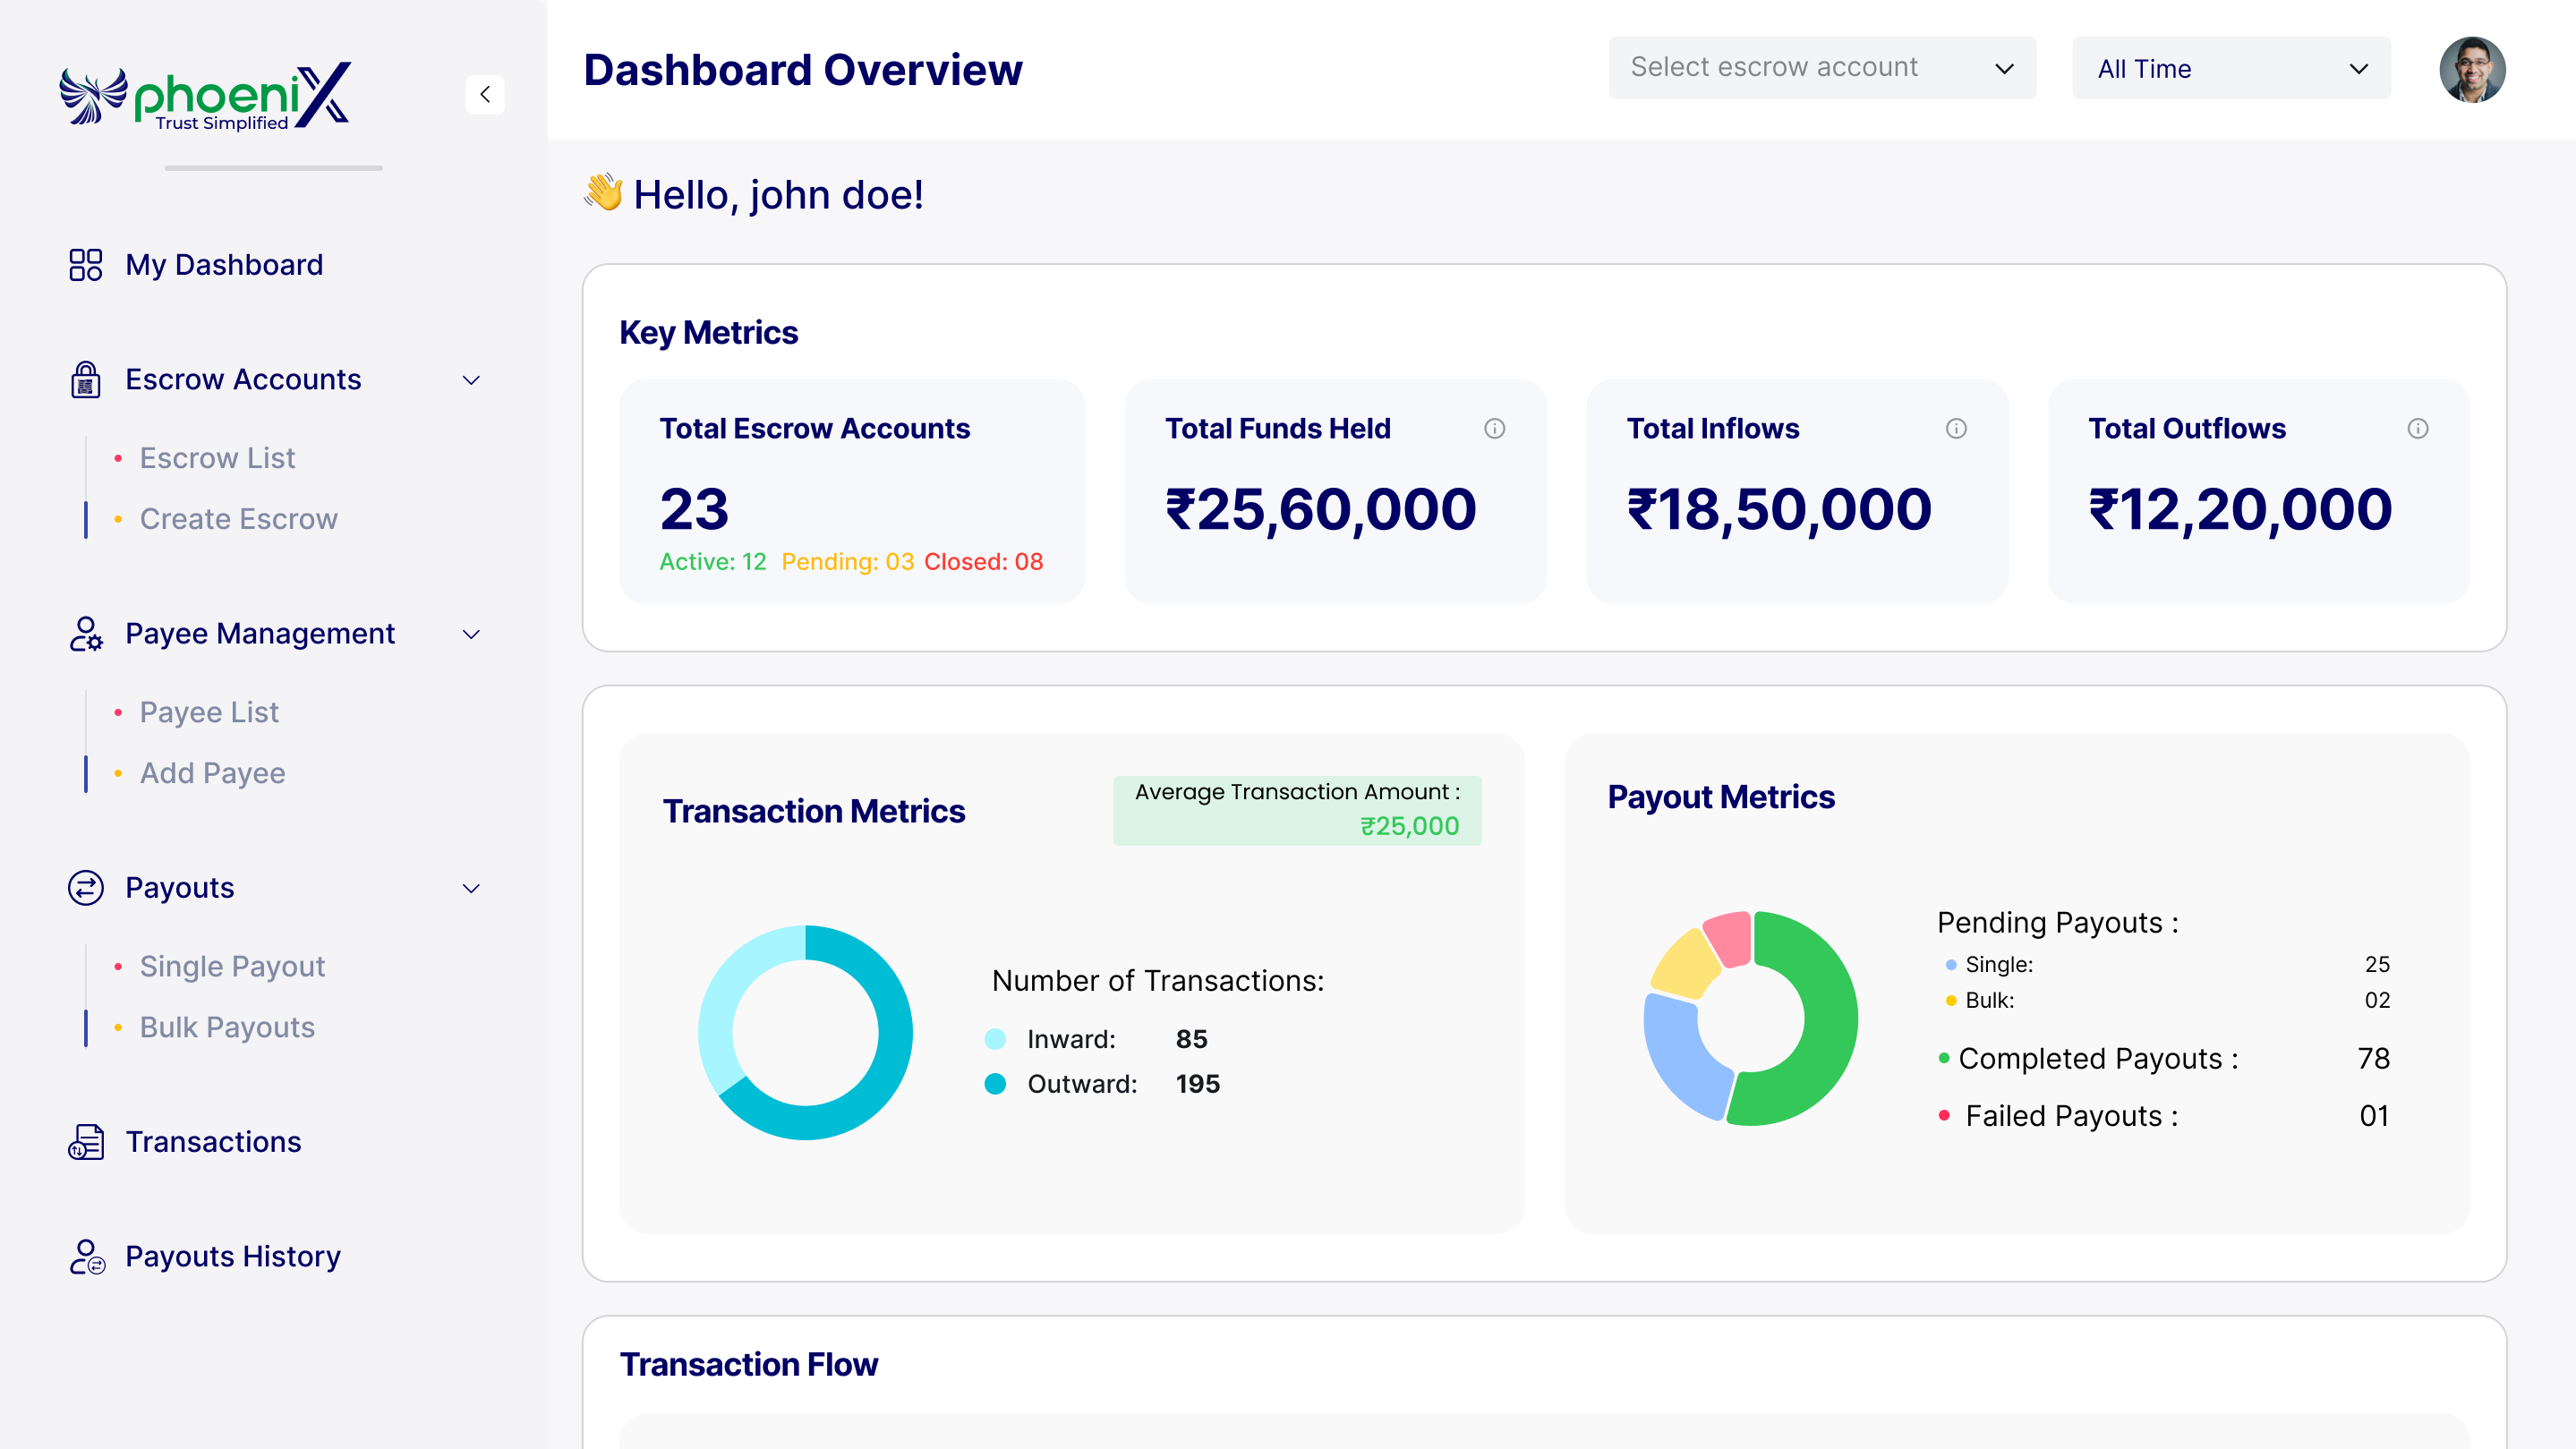 phoeniX
Trust Simplified
My Dashboard
Escrow Accounts
Escrow List
Create Escrow
Payee Management
Payee List
Add Payee
Payouts
Single Payout
Bulk Payouts
Transactions
Payouts History
Dashboard Overview
Select escrow account
All Time
👋 Hello, john doe!
Key Metrics
Total Escrow Accounts
23
Active: 12 Pending: 03 Closed: 08
Total Funds Held
₹25,60,000
Total Inflows
₹18,50,000
Total Outflows
₹12,20,000
Transaction Metrics
Average Transaction Amount :
₹25,000
Number of Transactions:
Inward: 85
Outward: 195
Payout Metrics
Pending Payouts :
Single: 25
Bulk: 02
Completed Payouts : 78
Failed Payouts : 01
Transaction Flow